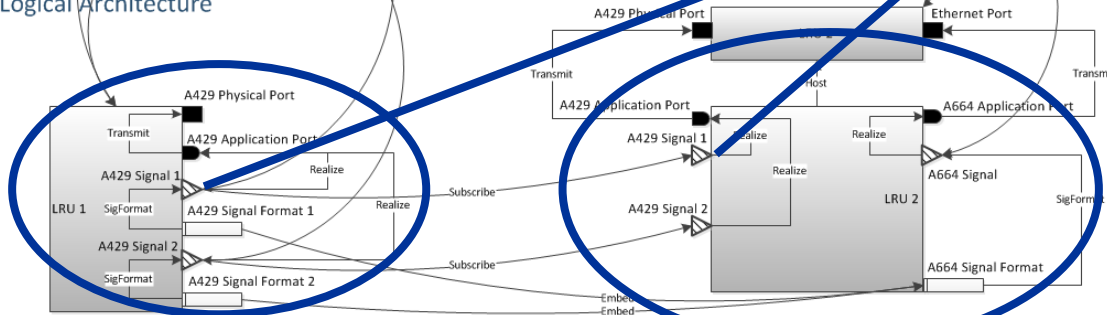 Logical Architecture
A429 Physical Port
Transmit
A429 Application Port
Realize
A429 Signal 1
SigFormat
LRU 1
A429 Signal Format 1
Realize
A429 Signal 2
SigFormat
A429 Signal Format 2
Subscribe
Subscribe
Embed
Embed
A429 Physical Port
Ethernet Port
LRU 2
Transmit
Host
A429 Application Port
A664 Application Port
A429 Signal 1
Realize
Realize
Realize
A664 Signal
A429 Signal 2
LRU 2
A664 Signal Format